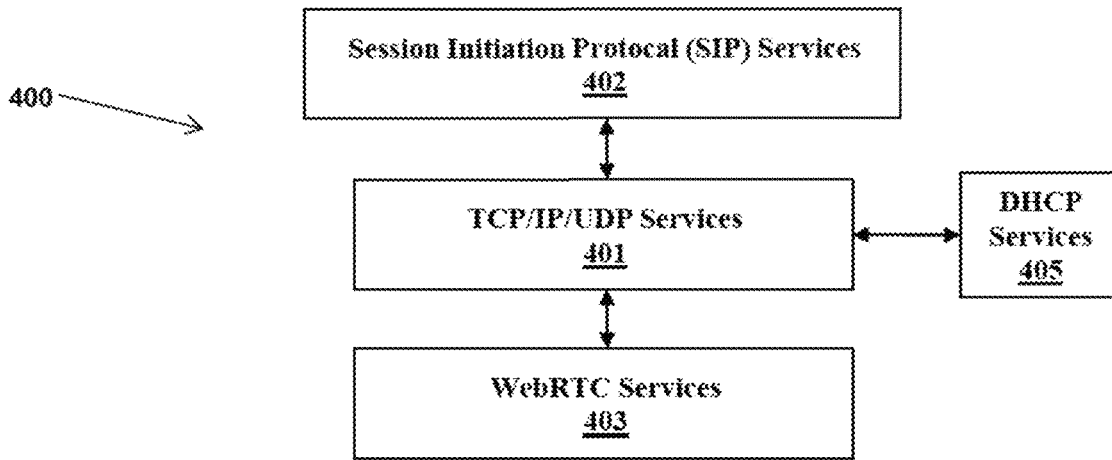 Session Initiation Protocal (SIP) Services
402
400
TCP/IP/UDP Services
401
DHCP
Services
405
WebRTC Services
403